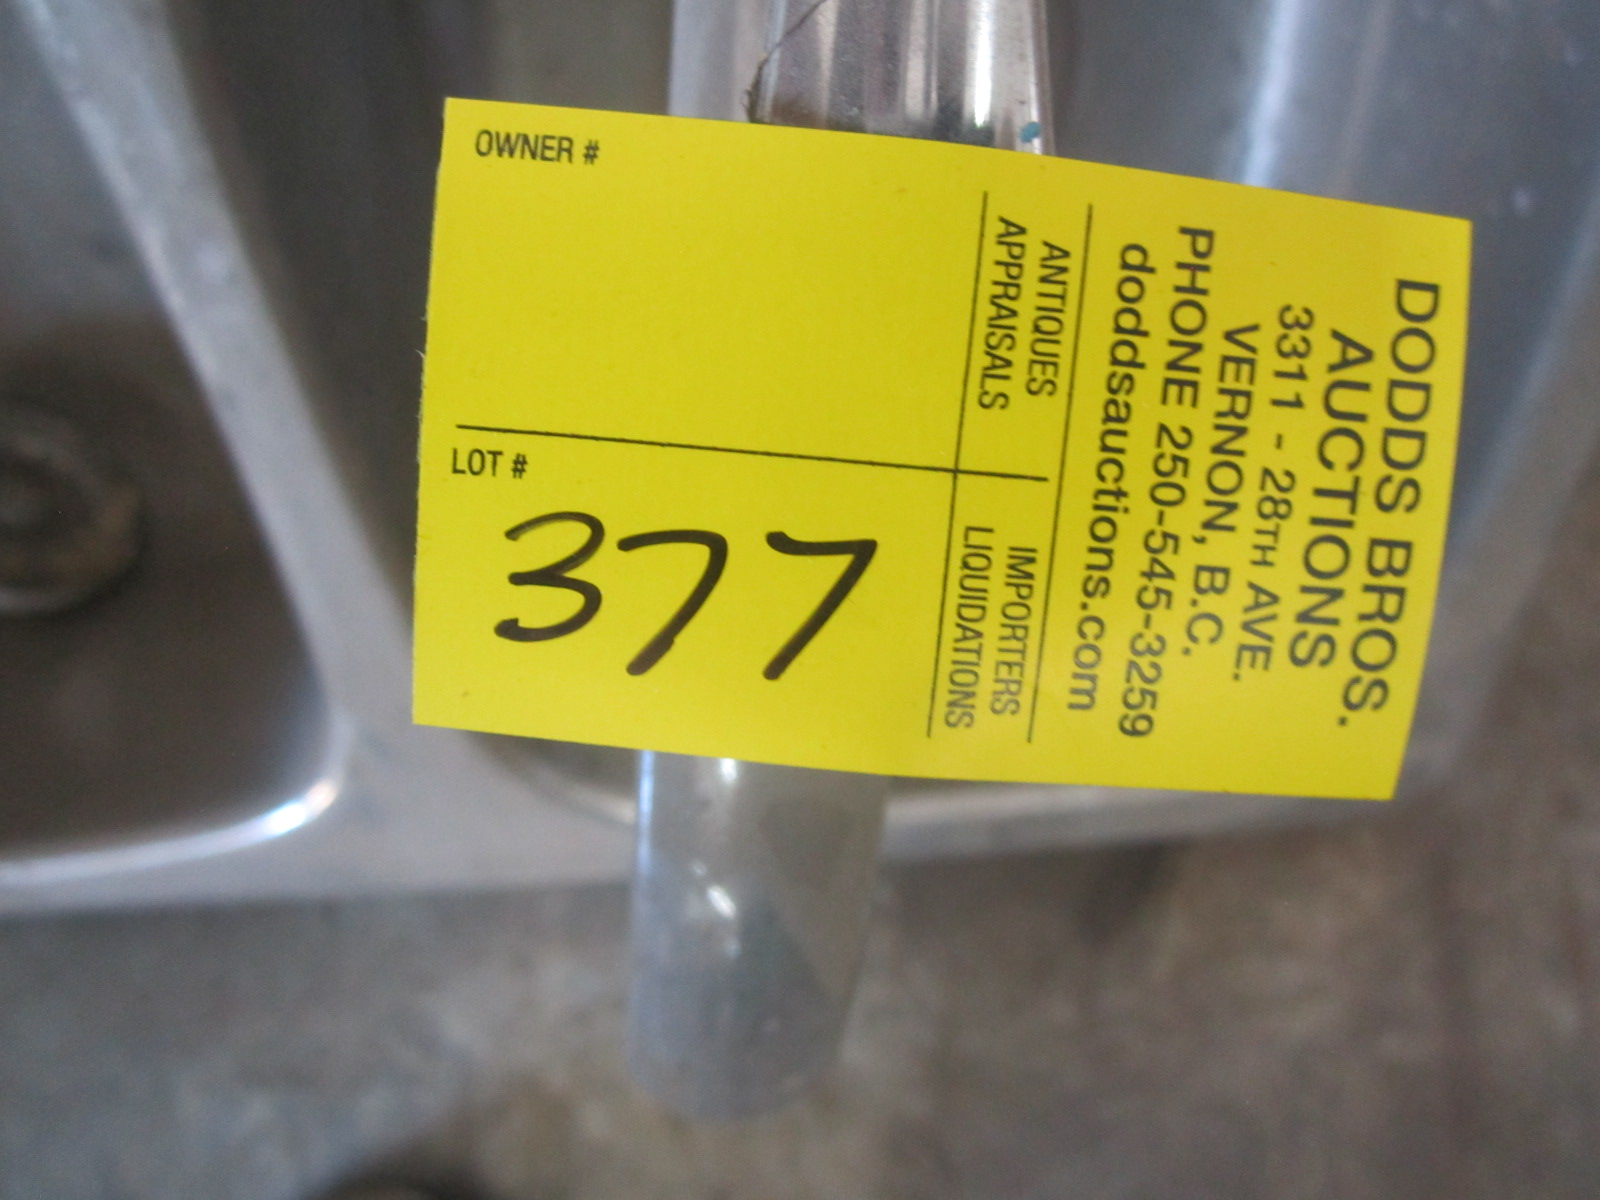 OWNER #
LOT #
377
ANTIQUES
APPRAISALS
IMPORTERS
LIQUIDATIONS
DODDS BROS.
AUCTIONS
3311 - 28TH AVE.
VERNON, B.C.
PHONE 250-545-3259
doddsauctions.com